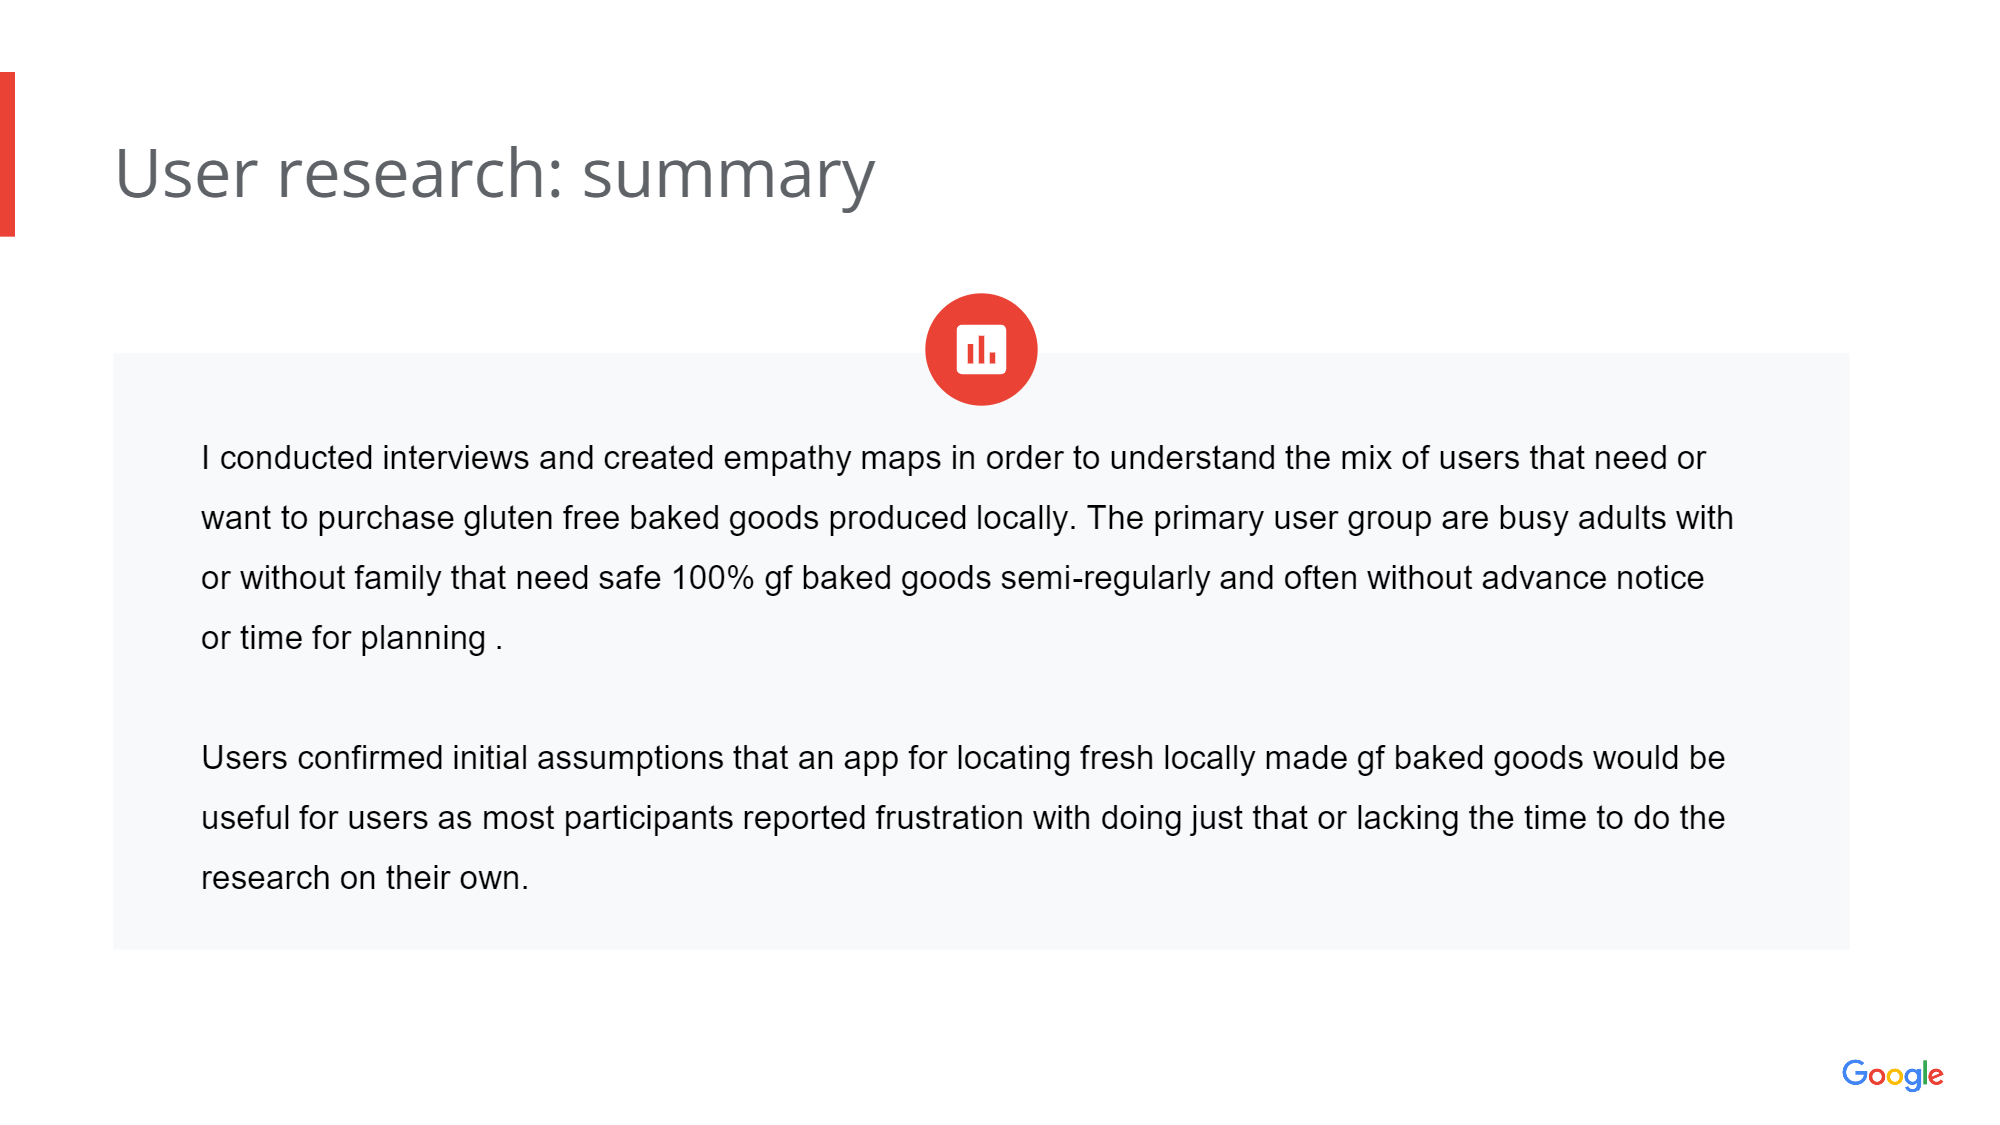 User research: summary
I conducted interviews and created empathy maps in order to understand the mix of users that need or
want to purchase gluten free baked goods produced locally. The primary user group are busy adults with
or without family that need safe 100% gf baked goods semi-regularly and often without advance notice
or time for planning .
Users confirmed initial assumptions that an app for locating fresh locally made gf baked goods would be
useful for users as most participants reported frustration with doing just that or lacking the time to do the
research on their own.
Google